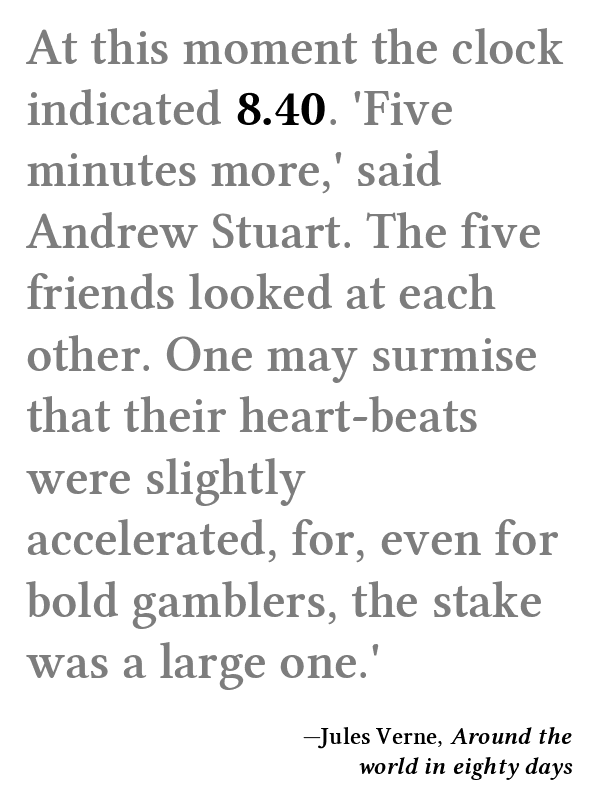 At this moment the clock
indicated 8.40. 'Five
minutes more,' said
Andrew Stuart. The five
friends looked at each
other. One may surmise
that their heart-beats
were slightly
accelerated, for, even for
bold gamblers, the stake
was a large one.'
—Jules Verne, Around the
world in eighty days